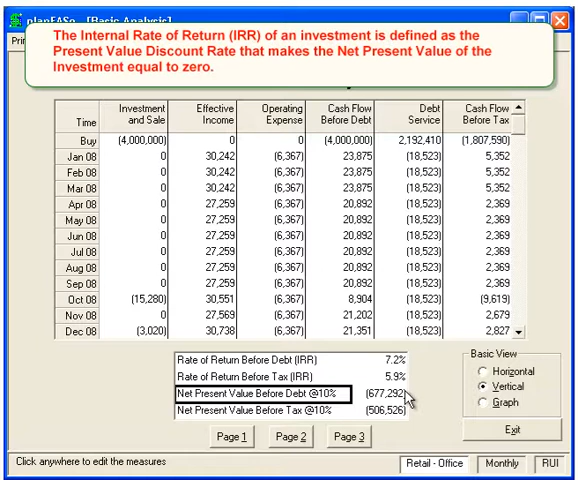 planEASe - [Basic Analysis]
The Internal Rate of Return (IRR) of an investment is defined as the
Present Value Discount Rate that makes the Net Present Value of the
Investment equal to zero.
Time Investment and Sale Effective Income Operating Expense Cash Flow Before Debt Debt Service Cash Flow Before Tax
Buy (4,000,000) 0 0 (4,000,000) 2,192,410 (1,807,590)
Jan 08 0 30,242 (6,367) 23,875 (18,523) 5,352
Feb 08 0 30,242 (6,367) 23,875 (18,523) 5,352
Mar 08 0 30,242 (6,367) 23,875 (18,523) 5,352
Apr 08 0 27,259 (6,367) 20,892 (18,523) 2,369
May 08 0 27,259 (6,367) 20,892 (18,523) 2,369
Jun 08 0 27,259 (6,367) 20,892 (18,523) 2,369
Jul 08 0 27,259 (6,367) 20,892 (18,523) 2,369
Aug 08 0 27,259 (6,367) 20,892 (18,523) 2,369
Sep 08 0 27,259 (6,367) 20,892 (18,523) 2,369
Oct 08 (15,280) 30,551 (6,367) 8,904 (18,523) (9,619)
Nov 08 0 27,569 (6,367) 21,202 (18,523) 2,679
Dec 08 (3,020) 30,738 (6,367) 21,351 (18,523) 2,827
Rate of Return Before Debt (IRR) 7.2%
Rate of Return Before Tax (IRR) 5.9%
Net Present Value Before Debt @10% (677,292)
Net Present Value Before Tax @10% (506,526)
Basic View
Horizontal
Vertical
Graph
Page 1 Page 2 Page 3
Exit
Click anywhere to edit the measures Retail - Office Monthly RUI